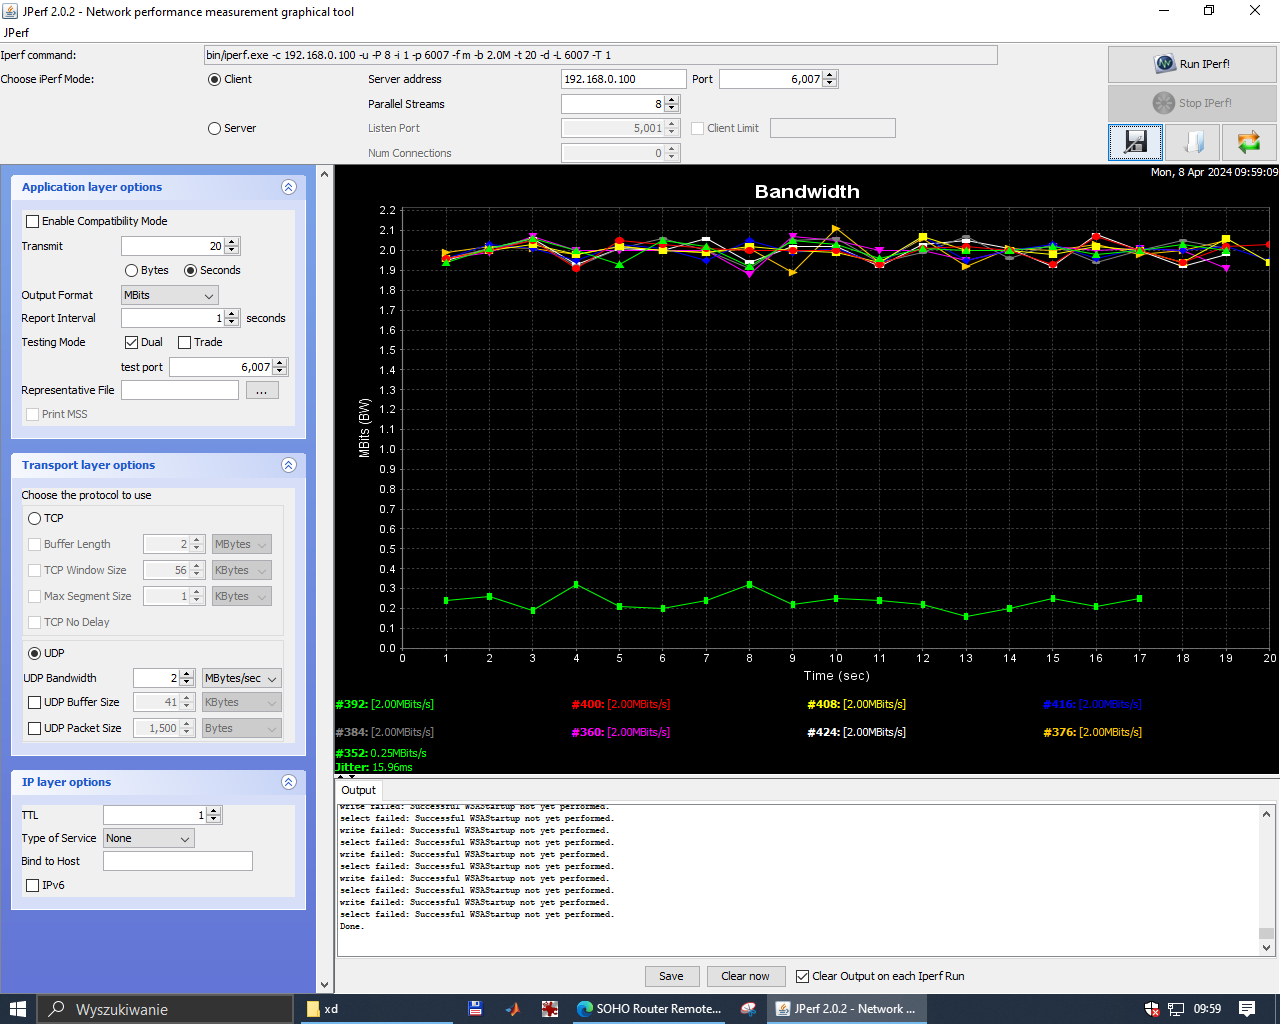 JPerf 2.0.2 - Network performance measurement graphical tool
JPerf
Iperf command: bin/iperf.exe -c 192.168.0.100 -u -P 8 -i 1 -p 6007 -f m -b 2.0M -t 20 -d -L 6007 -T 1
Choose iPerf Mode: Client Server address 192.168.0.100 Port 6,007
Parallel Streams 8
Server Listen Port 5,001 Client Limit
Num Connections 0
Run IPerf!
Stop IPerf!
Application layer options
Enable Compatibility Mode
Transmit 20
Bytes Seconds
Output Format MBits
Report Interval 1 seconds
Testing Mode Dual Trade
test port 6,007
Representative File ...
Print MSS
Transport layer options
Choose the protocol to use
TCP
Buffer Length 2 MBytes
TCP Window Size 56 KBytes
Max Segment Size 1 KBytes
TCP No Delay
UDP
UDP Bandwidth 2 MBytes/sec
UDP Buffer Size 41 KBytes
UDP Packet Size 1,500 Bytes
IP layer options
TTL 1
Type of Service None
Bind to Host
IPv6
Mon, 8 Apr 2024 09:59:09
Bandwidth
2.2
2.1
2.0
1.9
1.8
1.7
1.6
1.5
1.4
1.3
1.2
1.1
1.0
0.9
0.8
0.7
0.6
0.5
0.4
0.3
0.2
0.1
0.0
MBits (BW)
0 1 2 3 4 5 6 7 8 9 10 11 12 13 14 15 16 17 18 19 20
Time (sec)
#392: [2.00MBits/s] #400: [2.00MBits/s] #408: [2.00MBits/s] #416: [2.00MBits/s]
#384: [2.00MBits/s] #360: [2.00MBits/s] #424: [2.00MBits/s] #376: [2.00MBits/s]
#352: 0.25MBits/s
Jitter: 15.96ms
Output
write failed: Successful WSAStartup not yet performed.
select failed: Successful WSAStartup not yet performed.
write failed: Successful WSAStartup not yet performed.
select failed: Successful WSAStartup not yet performed.
write failed: Successful WSAStartup not yet performed.
select failed: Successful WSAStartup not yet performed.
write failed: Successful WSAStartup not yet performed.
select failed: Successful WSAStartup not yet performed.
write failed: Successful WSAStartup not yet performed.
select failed: Successful WSAStartup not yet performed.
Done.
Save Clear now Clear Output on each Iperf Run
Wyszukiwanie xd SOHO Router Remote... JPerf 2.0.2 - Network ... 09:59